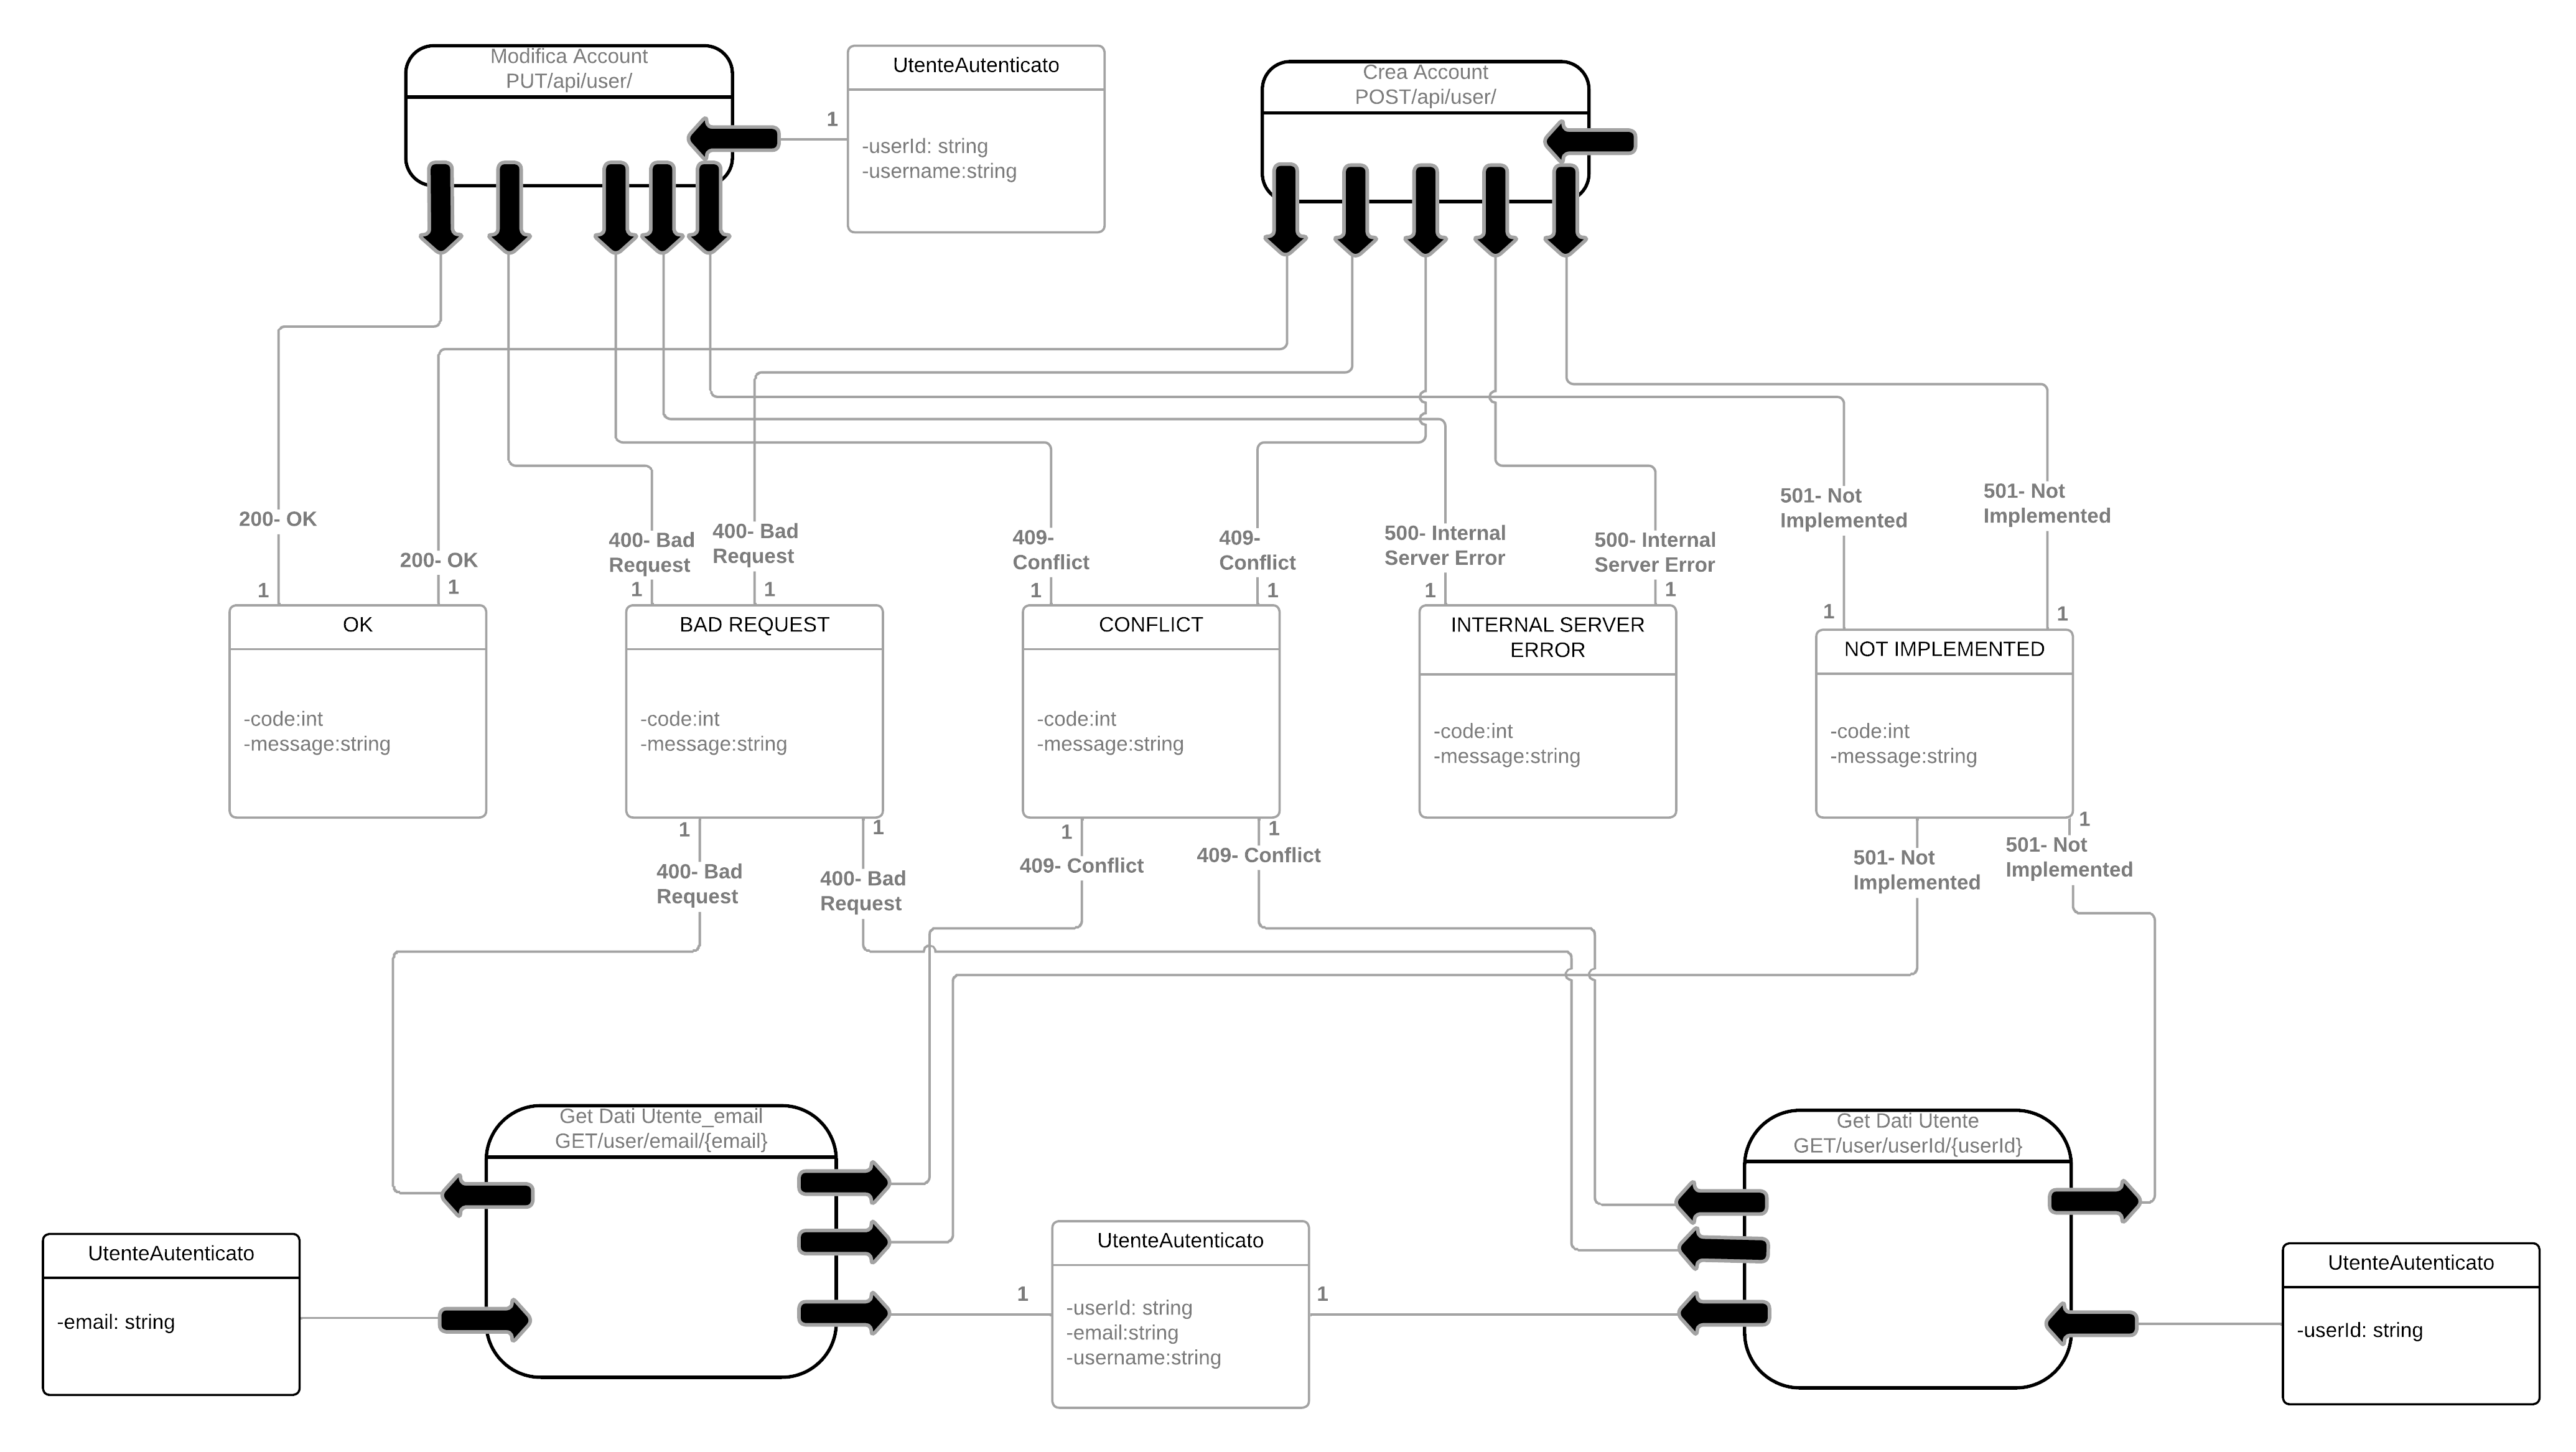 Modifica Account
PUT/api/user/
UtenteAutenticato
1
-userId: string
-username:string
Crea Account
POST/api/user/
200- OK
1
200- OK
1
400- Bad
Request
1
400- Bad
Request
1
409-
Conflict
1
409-
Conflict
1
500- Internal
Server Error
1
500- Internal
Server Error
1
501- Not
Implemented
1
501- Not
Implemented
1
OK
-code:int
-message:string
BAD REQUEST
-code:int
-message:string
CONFLICT
-code:int
-message:string
INTERNAL SERVER
ERROR
-code:int
-message:string
NOT IMPLEMENTED
-code:int
-message:string
1
400- Bad
Request
1
400- Bad
Request
1
409- Conflict
1
409- Conflict
501- Not
Implemented
1
501- Not
Implemented
Get Dati Utente_email
GET/user/email/{email}
Get Dati Utente
GET/user/userId/{userId}
UtenteAutenticato
-email: string
1
UtenteAutenticato
-userId: string
-email:string
-username:string
1
UtenteAutenticato
-userId: string